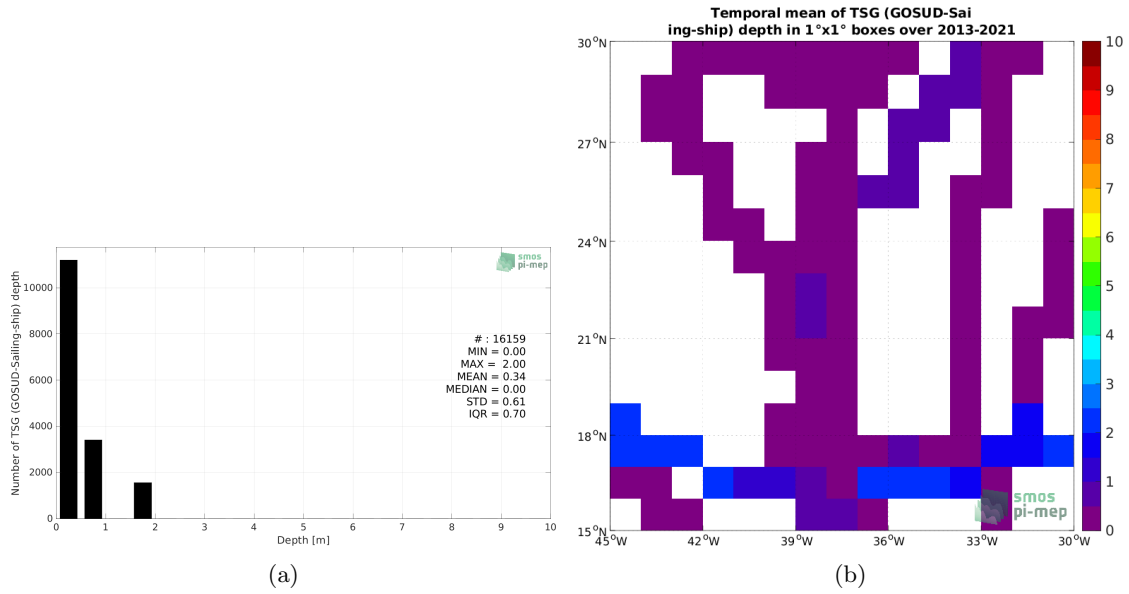 Number of TSG (GOSUD-Sailing-ship) depth
10000
8000
6000
4000
2000
0
smos
pi-mep
# : 16159
MIN = 0.00
MAX = 2.00
MEAN = 0.34
MEDIAN = 0.00
STD = 0.61
IQR = 0.70
0 1 2 3 4 5 6 7 8 9 10
Depth [m]
(a)
Temporal mean of TSG (GOSUD-Sai
ing-ship) depth in 1°x1° boxes over 2013-2021
30°N
27°N
24°N
21°N
18°N
15°N
45°W 42°W 39°W 36°W 33°W 30°W
smos
pi-mep
10
9
8
7
6
5
4
3
2
1
0
(b)